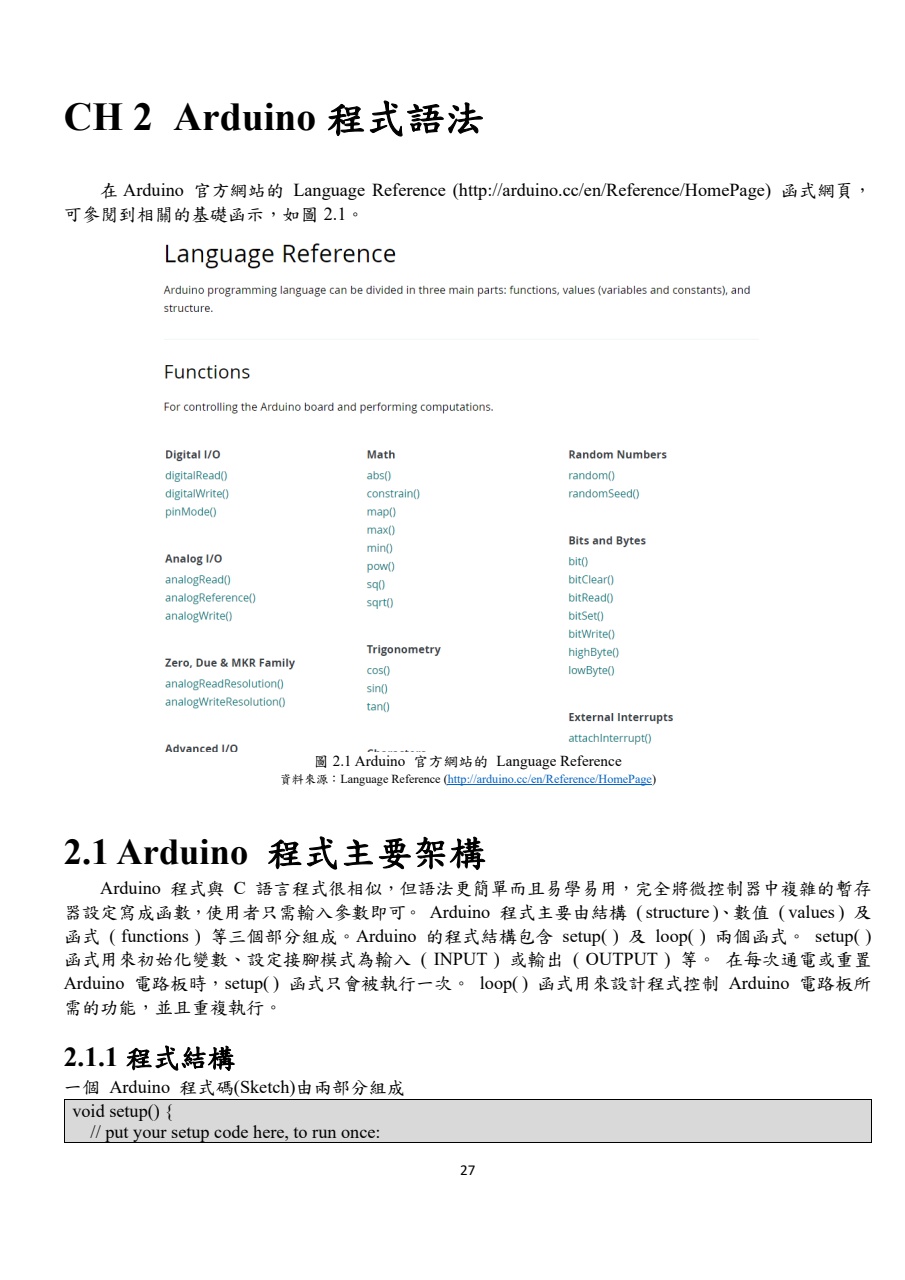 CH 2 Arduino 程式語法
在 Arduino 官方網站的 Language Reference (http://arduino.cc/en/Reference/HomePage) 函式網頁，
可參閱到相關的基礎函示，如圖 2.1。
Language Reference
Arduino programming language can be divided in three main parts: functions, values (variables and constants), and
structure.
Functions
For controlling the Arduino board and performing computations.
Digital I/O
digitalRead()
digitalWrite()
pinMode()
Analog I/O
analogRead()
analogReference()
analogWrite()
Zero, Due & MKR Family
analogReadResolution()
analogWriteResolution()
Advanced I/O
Math
abs()
constrain()
map()
max()
min()
pow()
sq()
sqrt()
Trigonometry
cos()
sin()
tan()
Random Numbers
random()
randomSeed()
Bits and Bytes
bit()
bitClear()
bitRead()
bitSet()
bitWrite()
highByte()
lowByte()
External Interrupts
attachInterrupt()
圖 2.1 Arduino 官方網站的 Language Reference
資料來源：Language Reference (http://arduino.cc/en/Reference/HomePage)
2.1 Arduino 程式主要架構
Arduino 程式與 C 語言程式很相似，但語法更簡單而且易學易用，完全將微控制器中複雜的暫存
器設定寫成函數，使用者只需輸入參數即可。 Arduino 程式主要由結構 ( structure )、數值 ( values ) 及
函式 ( functions ) 等三個部分組成。Arduino 的程式結構包含 setup( ) 及 loop( ) 兩個函式。 setup( )
函式用來初始化變數、設定接腳模式為輸入 ( INPUT ) 或輸出 ( OUTPUT ) 等。 在每次通電或重置
Arduino 電路板時，setup( ) 函式只會被執行一次。 loop( ) 函式用來設計程式控制 Arduino 電路板所
需的功能，並且重複執行。
2.1.1 程式結構
一個 Arduino 程式碼(Sketch)由兩部分組成
void setup() {
// put your setup code here, to run once:
27